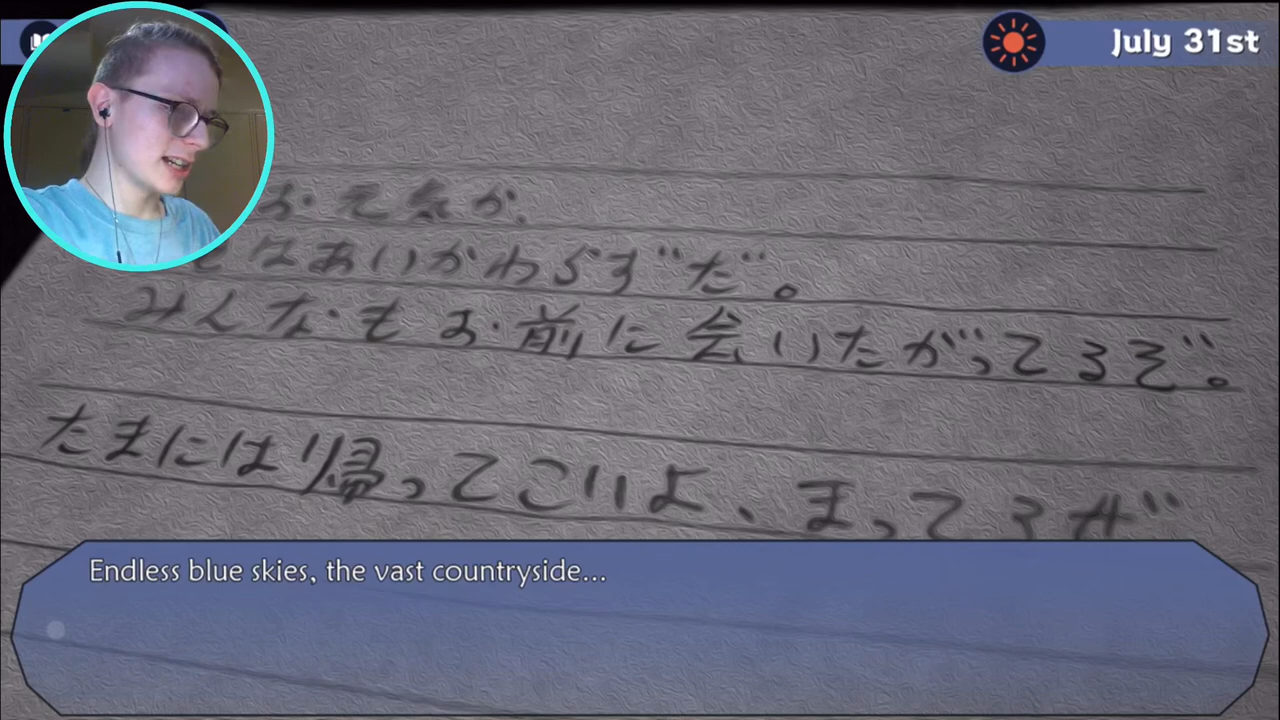 July 31st
お元気か。
はあいかわらずだ。
みんなもお前に会いたがってるぞ。
たまには帰ってこいよ、まってるぜ
Endless blue skies, the vast countryside...